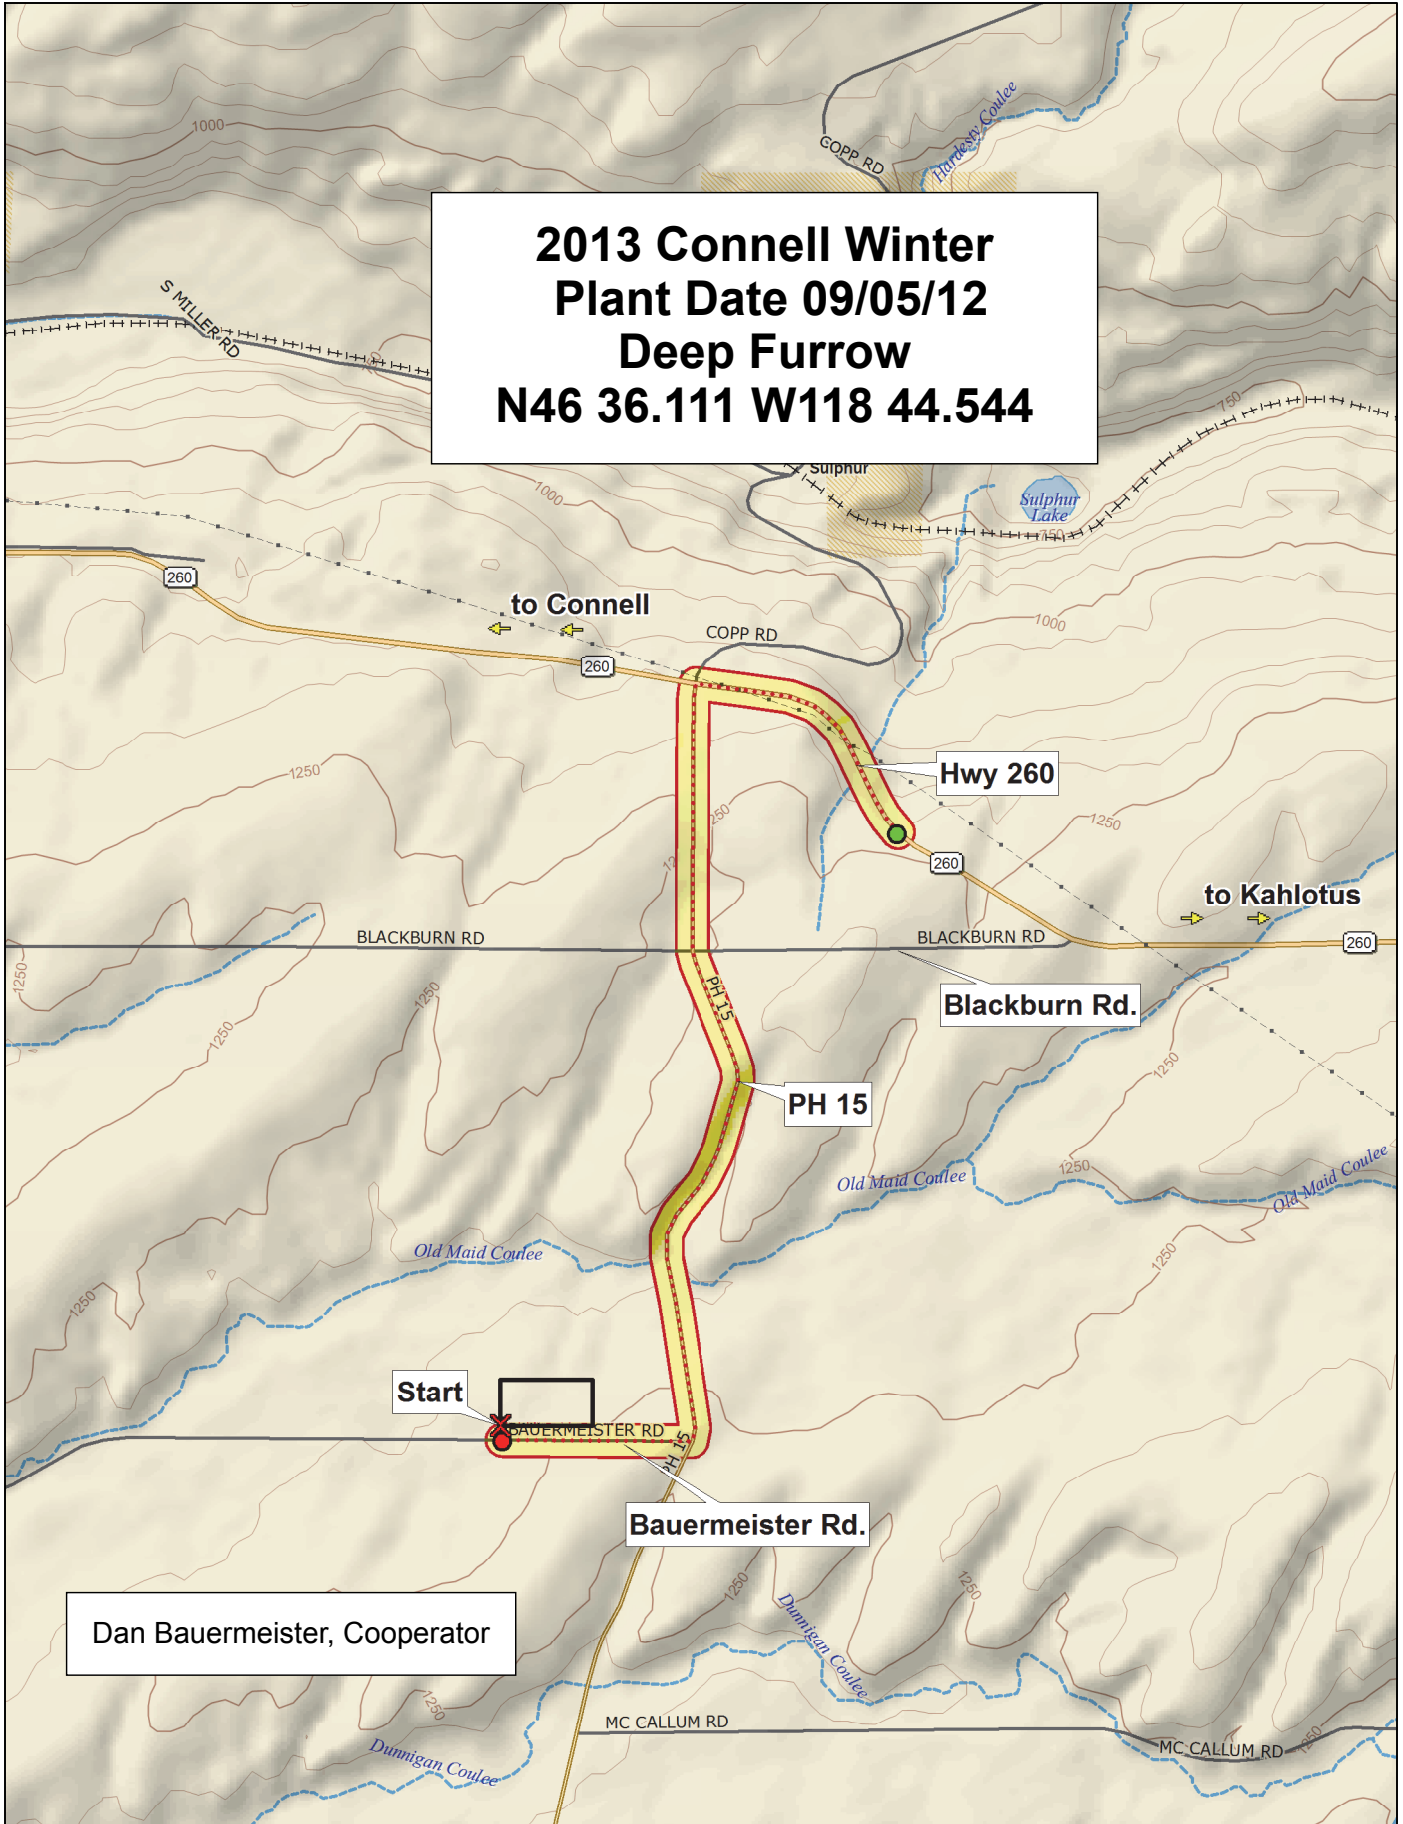 1000
COPP RD
Hardesty Coulee
2013 Connell Winter
Plant Date 09/05/12
Deep Furrow
N46 36.111 W118 44.544
S MILLER RD
750
Sulphur
Sulphur
Lake
750
1000
260
to Connell
COPP RD
1000
260
1250
Hwy 260
250
12
1250
260
to Kahlotus
BLACKBURN RD
BLACKBURN RD
260
1250
1250
PH 15
Blackburn Rd.
1250
1250
PH 15
Old Maid Coulee
1250
Old Maid Coulee
Old Maid Coulee
1250
1250
Start
BAUERMEISTER RD
PH 15
Bauermeister Rd.
1250
1250
Dan Bauermeister, Cooperator
Dunnigan Coulee
1250
MC CALLUM RD
1250
MC CALLUM RD
Dunnigan Coulee